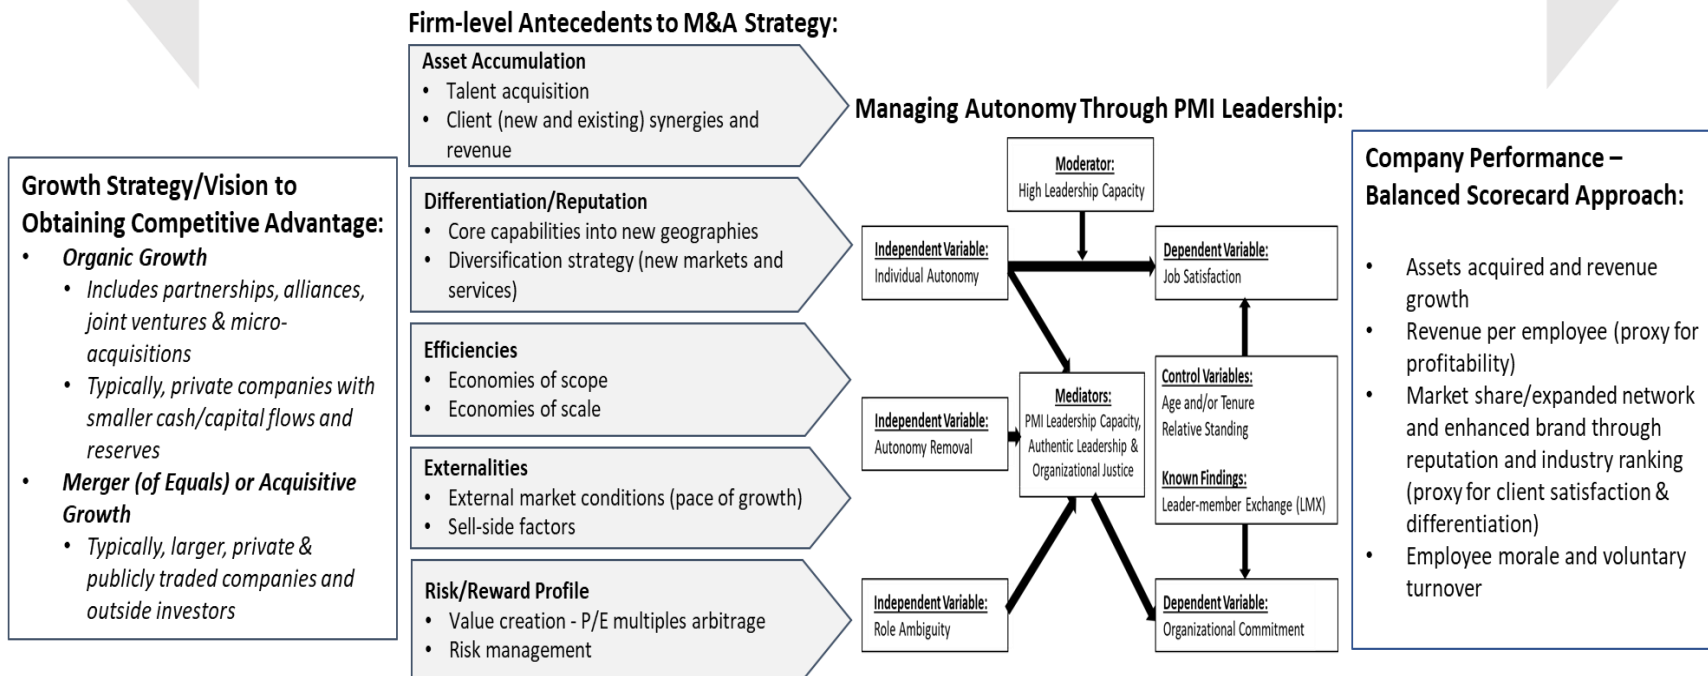 Firm-level Antecedents to M&A Strategy:
Asset Accumulation
• Talent acquisition
• Client (new and existing) synergies and
revenue
Growth Strategy/Vision to
Obtaining Competitive Advantage:
• Organic Growth
• Includes partnerships, alliances,
joint ventures & micro-
acquisitions
• Typically, private companies with
smaller cash/capital flows and
reserves
• Merger (of Equals) or Acquisitive
Growth
• Typically, larger, private &
publicly traded companies and
outside investors
Differentiation/Reputation
• Core capabilities into new geographies
• Diversification strategy (new markets and
services)
Efficiencies
• Economies of scope
• Economies of scale
Externalities
• External market conditions (pace of growth)
• Sell-side factors
Risk/Reward Profile
• Value creation - P/E multiples arbitrage
• Risk management
Managing Autonomy Through PMI Leadership:
Moderator:
High Leadership Capacity
Independent Variable:
Individual Autonomy
Dependent Variable:
Job Satisfaction
Independent Variable:
Autonomy Removal
Mediators:
PMI Leadership Capacity,
Authentic Leadership &
Organizational Justice
Control Variables:
Age and/or Tenure
Relative Standing
Known Findings:
Leader-member Exchange (LMX)
Independent Variable:
Role Ambiguity
Dependent Variable:
Organizational Commitment
Company Performance –
Balanced Scorecard Approach:
• Assets acquired and revenue
growth
• Revenue per employee (proxy for
profitability)
• Market share/expanded network
and enhanced brand through
reputation and industry ranking
(proxy for client satisfaction &
differentiation)
• Employee morale and voluntary
turnover